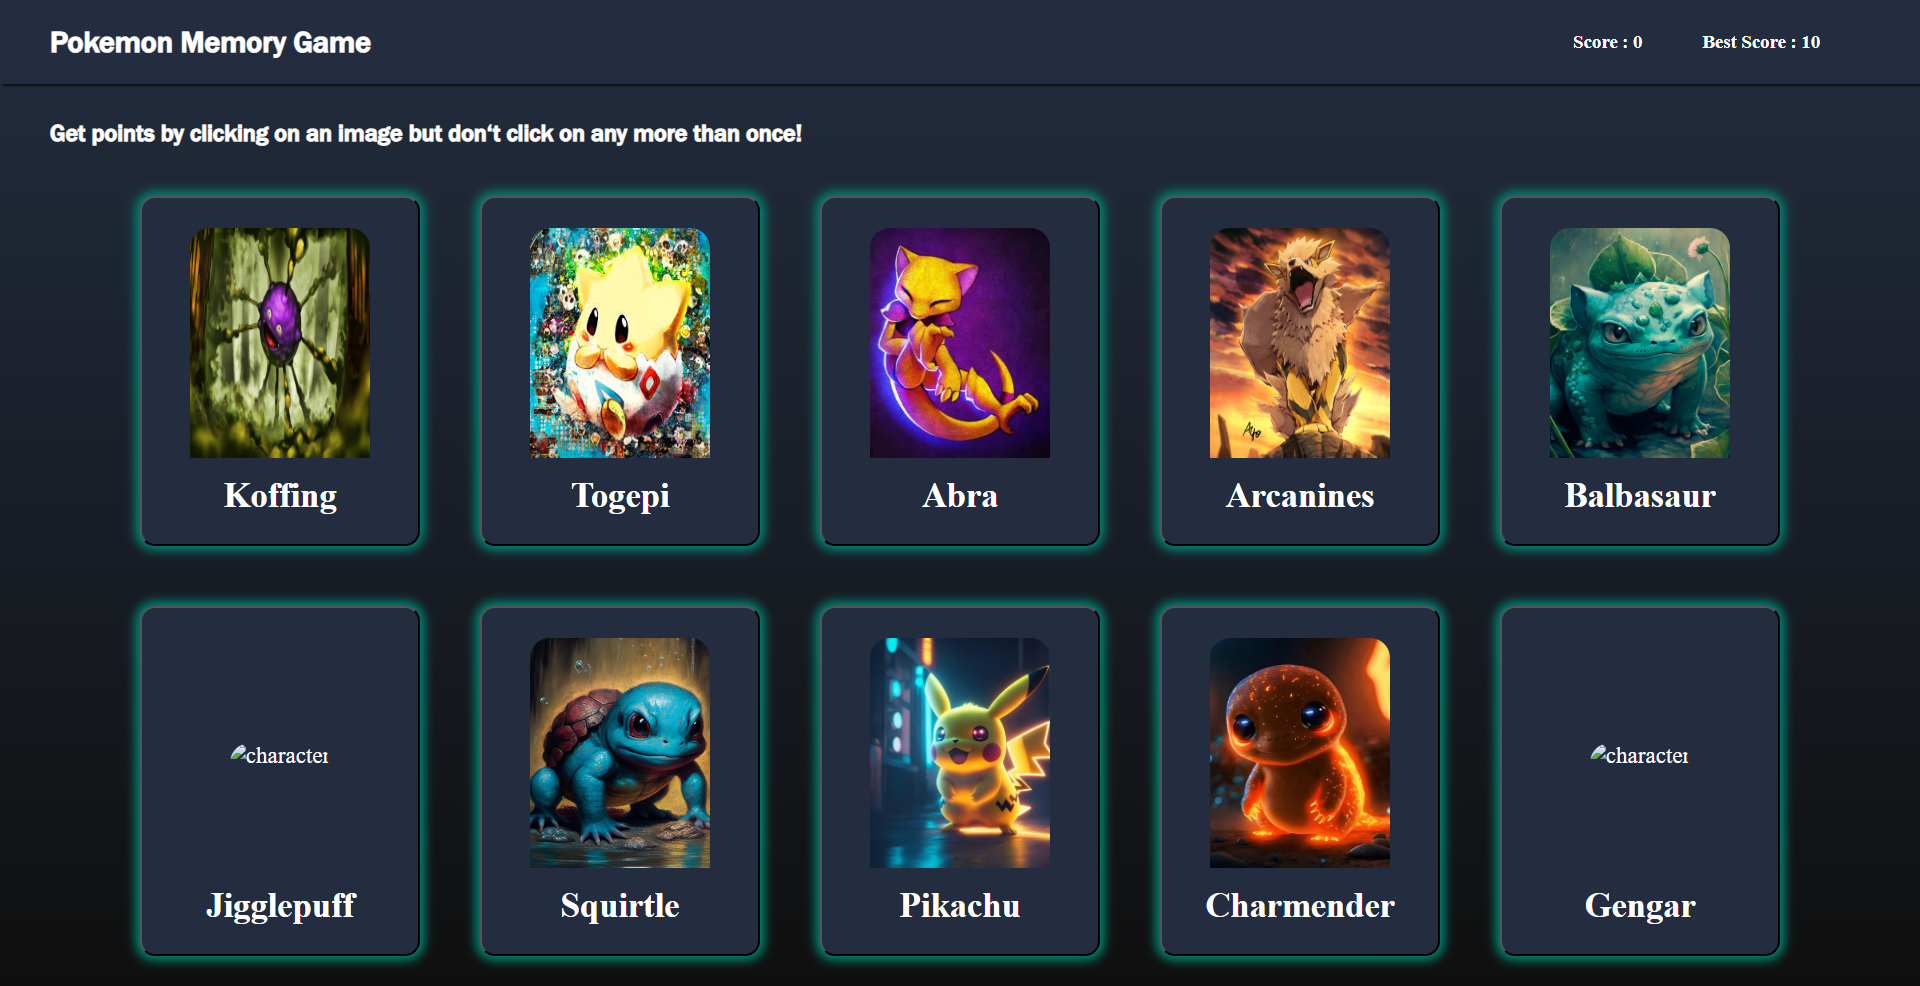 Pokemon Memory Game
Score : 0
Best Score : 10
Get points by clicking on an image but don‘t click on any more than once!
Koffing
Togepi
Abra
Arcanines
Balbasaur
character
character
Jigglepuff
Squirtle
Pikachu
Charmender
Gengar